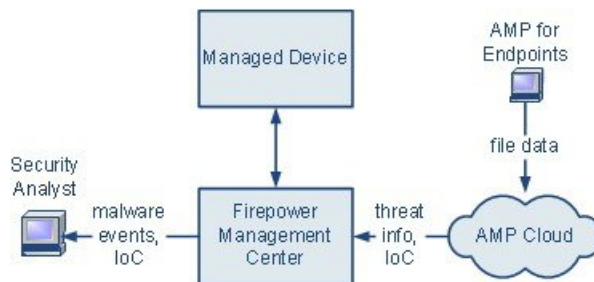 Managed Device
AMP for
Endpoints
file data
Security
Analyst
malware
events,
IoC
Firepower
Management
Center
threat
info,
IoC
AMP Cloud